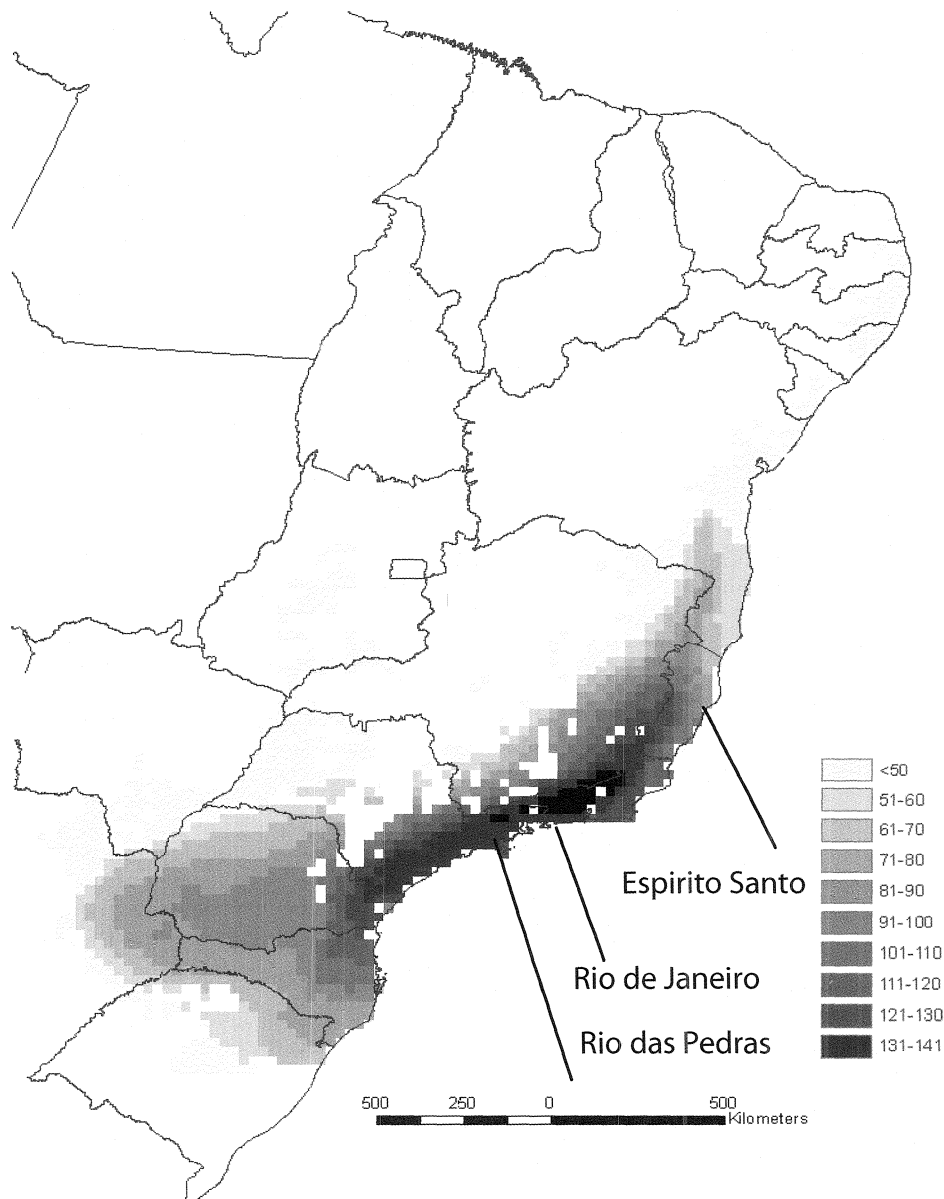 <50
51-60
61-70
71-80
81-90
91-100
101-110
111-120
121-130
131-141
Espirito Santo
Rio de Janeiro
Rio das Pedras
500 250 0 500
Kilometers